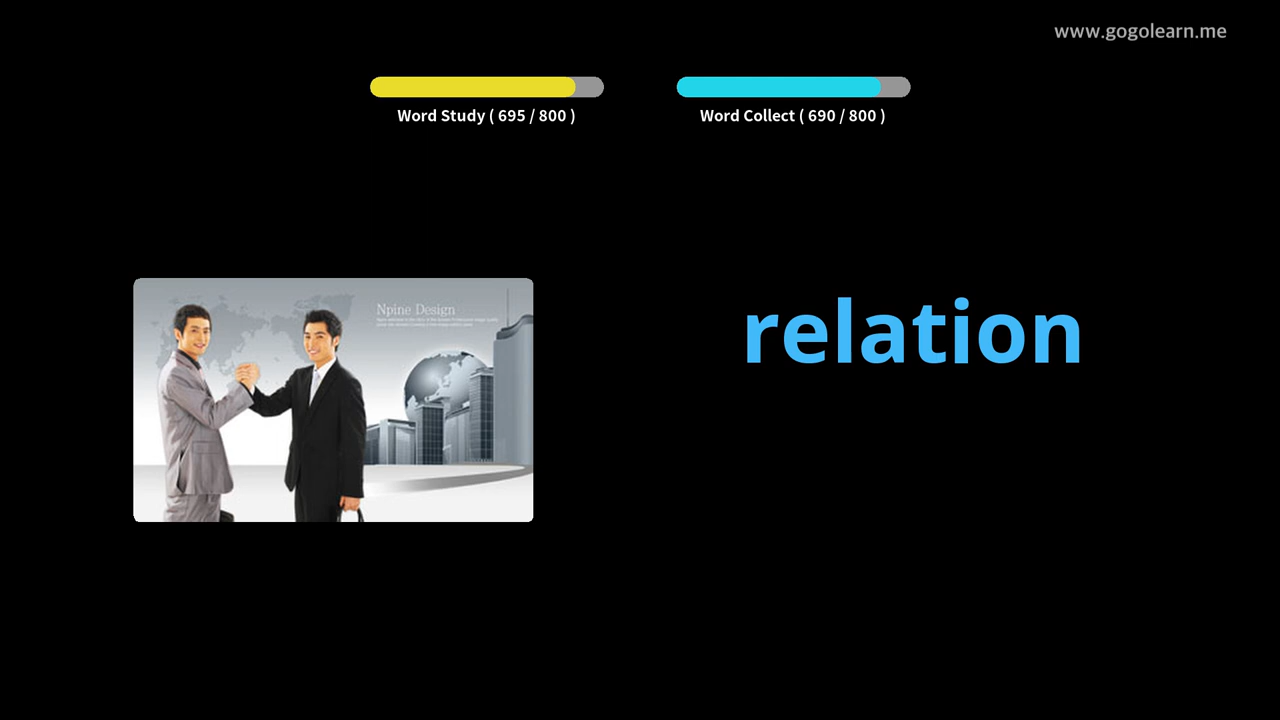 www.gogolearn.me
Word Study ( 695 / 800 )
Word Collect ( 690 / 800 )
Npine Design
relation